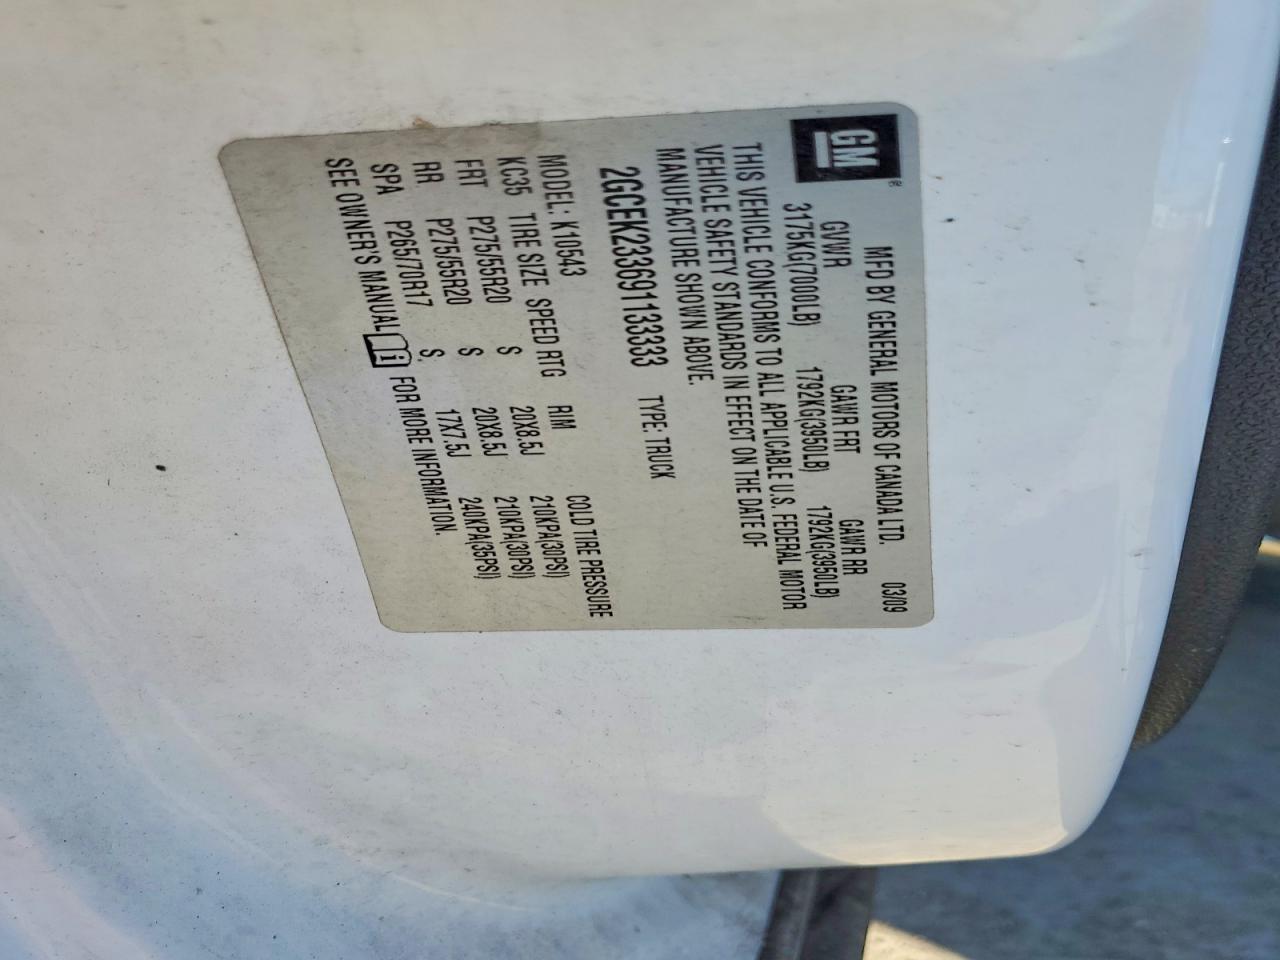 GM
MFD BY GENERAL MOTORS OF CANADA LTD. 03/09
GVWR GAWR FRT GAWR RR
3175KG(7000LB) 1792KG(3950LB) 1792KG(3950LB)
THIS VEHICLE CONFORMS TO ALL APPLICABLE U.S. FEDERAL MOTOR
VEHICLE SAFETY STANDARDS IN EFFECT ON THE DATE OF
MANUFACTURE SHOWN ABOVE.
2GCEK233691133333 TYPE: TRUCK
MODEL: K10543
KC35 TIRE SIZE SPEED RTG RIM COLD TIRE PRESSURE
FRT P275/55R20 S 20X8.5J 210KPA(30PSI)
RR P275/55R20 S 20X8.5J 210KPA(30PSI)
SPA P265/70R17 S 17X7.5J 240KPA(35PSI)
SEE OWNER'S MANUAL i FOR MORE INFORMATION.